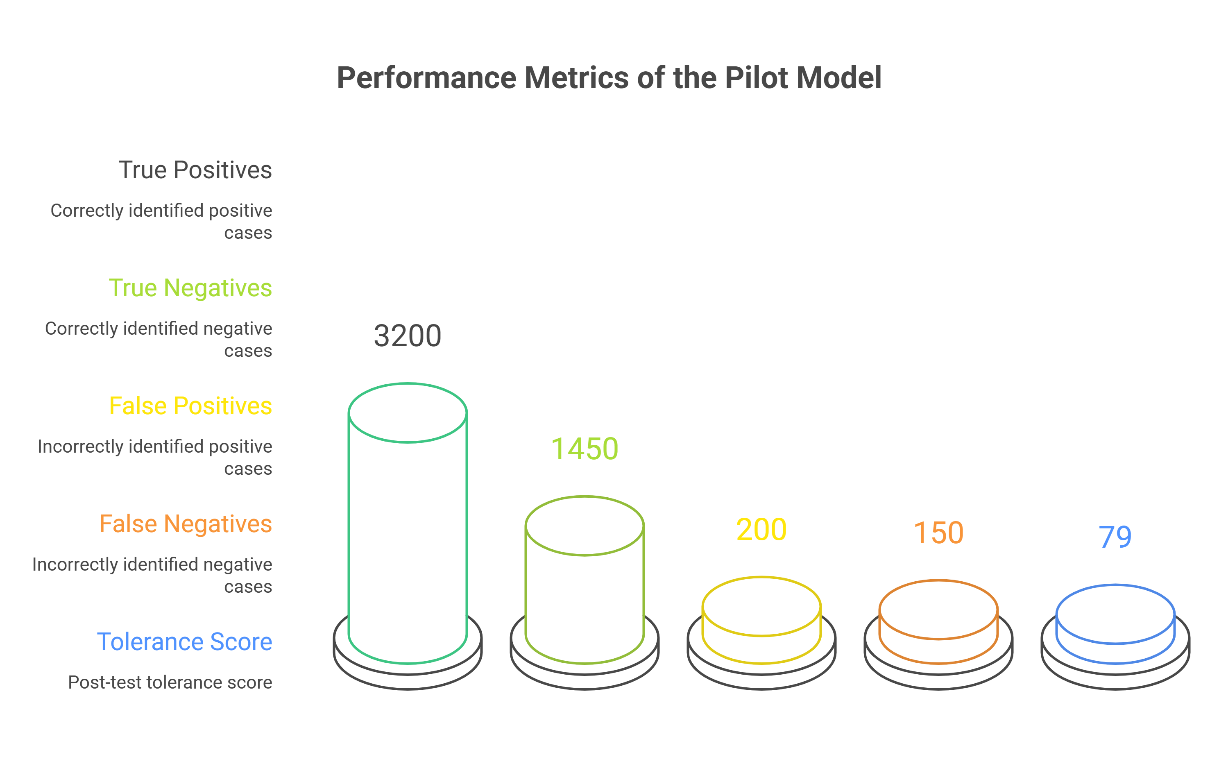 Performance Metrics of the Pilot Model
True Positives
Correctly identified positive
cases
True Negatives
Correctly identified negative
cases
False Positives
Incorrectly identified positive
cases
False Negatives
Incorrectly identified negative
cases
Tolerance Score
Post-test tolerance score
3200
1450
200
150
79